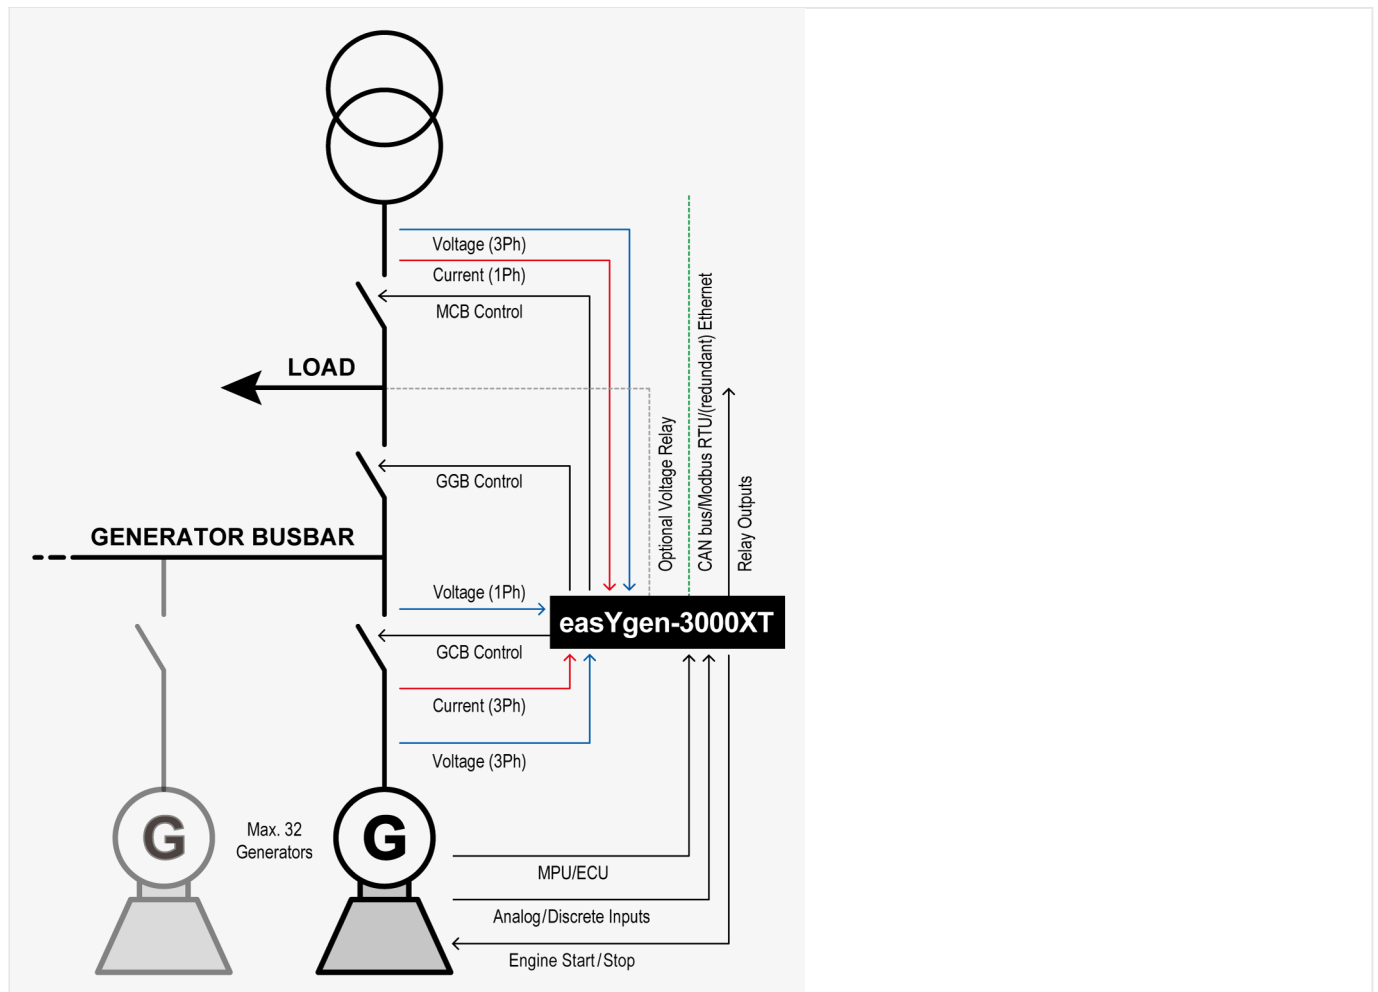 Voltage (3Ph)
Current (1Ph)
MCB Control
LOAD
GGB Control
Optional Voltage Relay
CAN bus/Modbus RTU/(redundant) Ethernet
Relay Outputs
GENERATOR BUSBAR
Voltage (1Ph)
easYgen-3000XT
GCB Control
Current (3Ph)
Voltage (3Ph)
G
Max. 32
Generators
G
MPU/ECU
Analog/Discrete Inputs
Engine Start/Stop